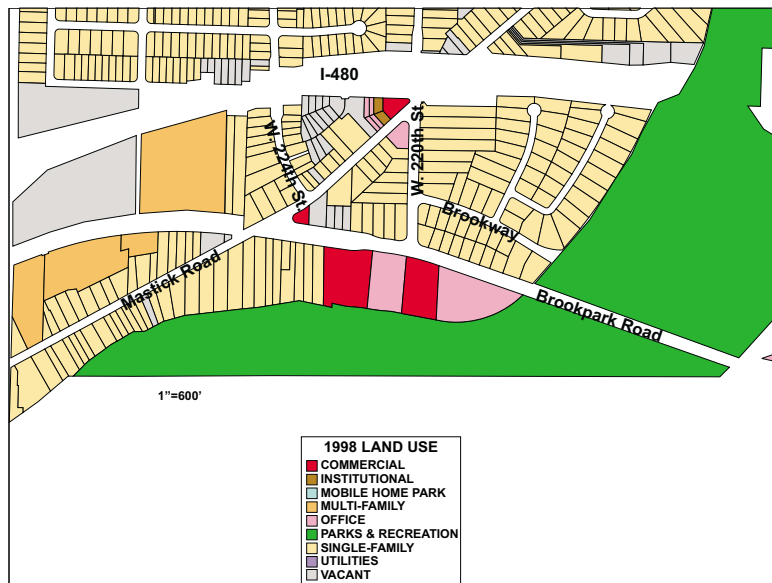 I-480
W. 224th St.
W. 220th St.
Brookway
Mastick Road
Brookpark Road
1”=600’
1998 LAND USE
COMMERCIAL
INSTITUTIONAL
MOBILE HOME PARK
MULTI-FAMILY
OFFICE
PARKS & RECREATION
SINGLE-FAMILY
UTILITIES
VACANT